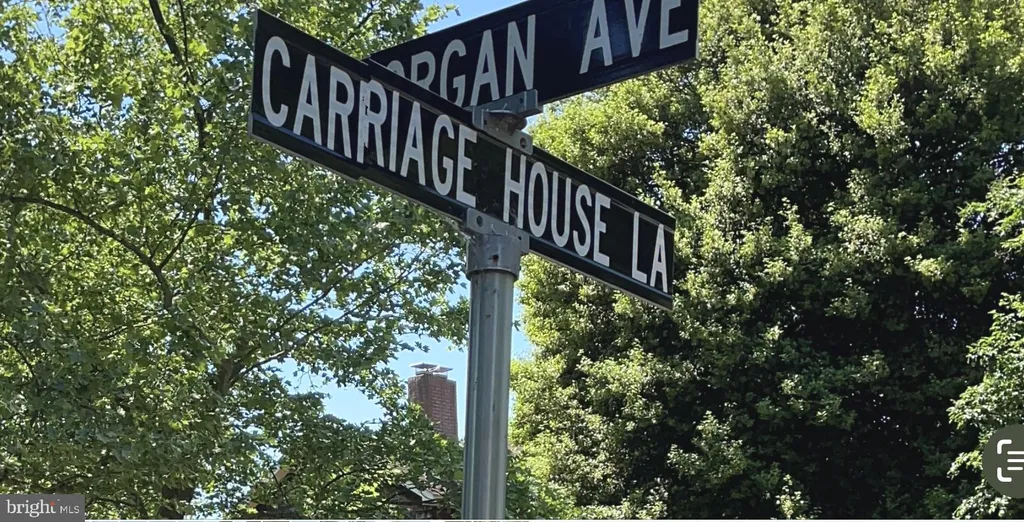 ORGAN AVE
CARRIAGE HOUSE LA
bright MLS